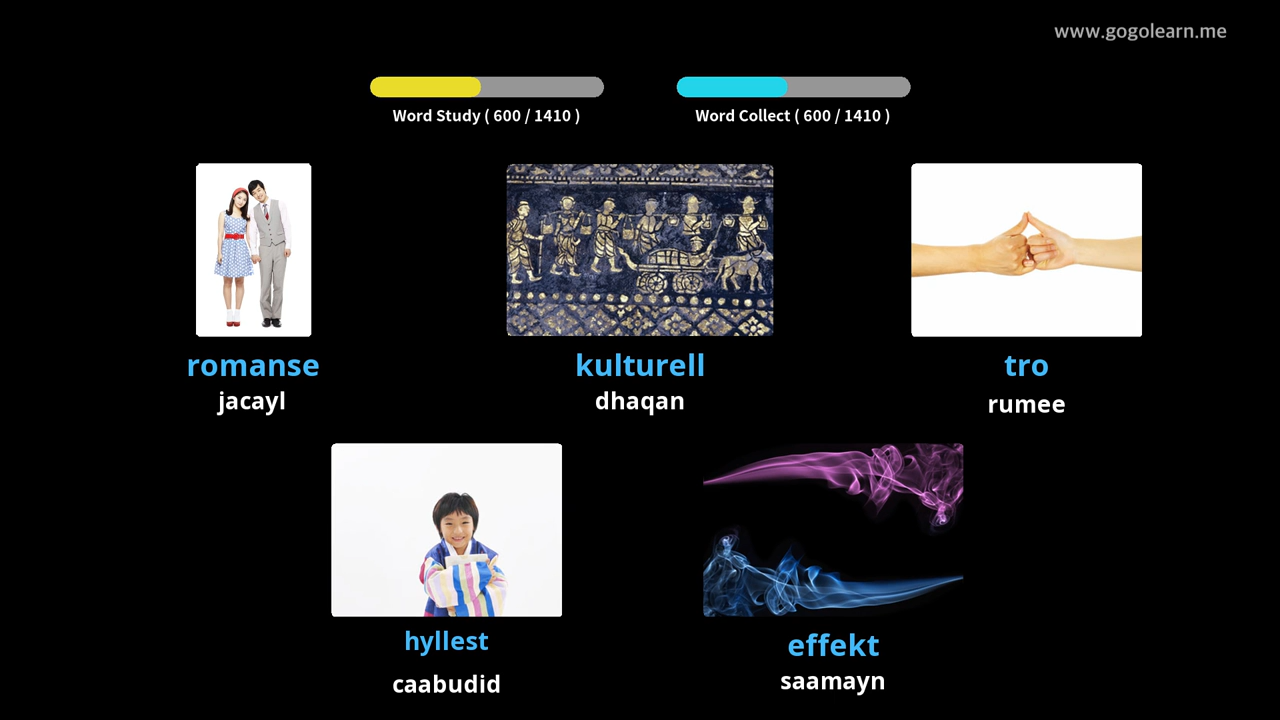 www.gogolearn.me
Word Study ( 600 / 1410 )
Word Collect ( 600 / 1410 )
romanse
jacayl
kulturell
dhaqan
tro
rumee
hyllest
caabudid
effekt
saamayn